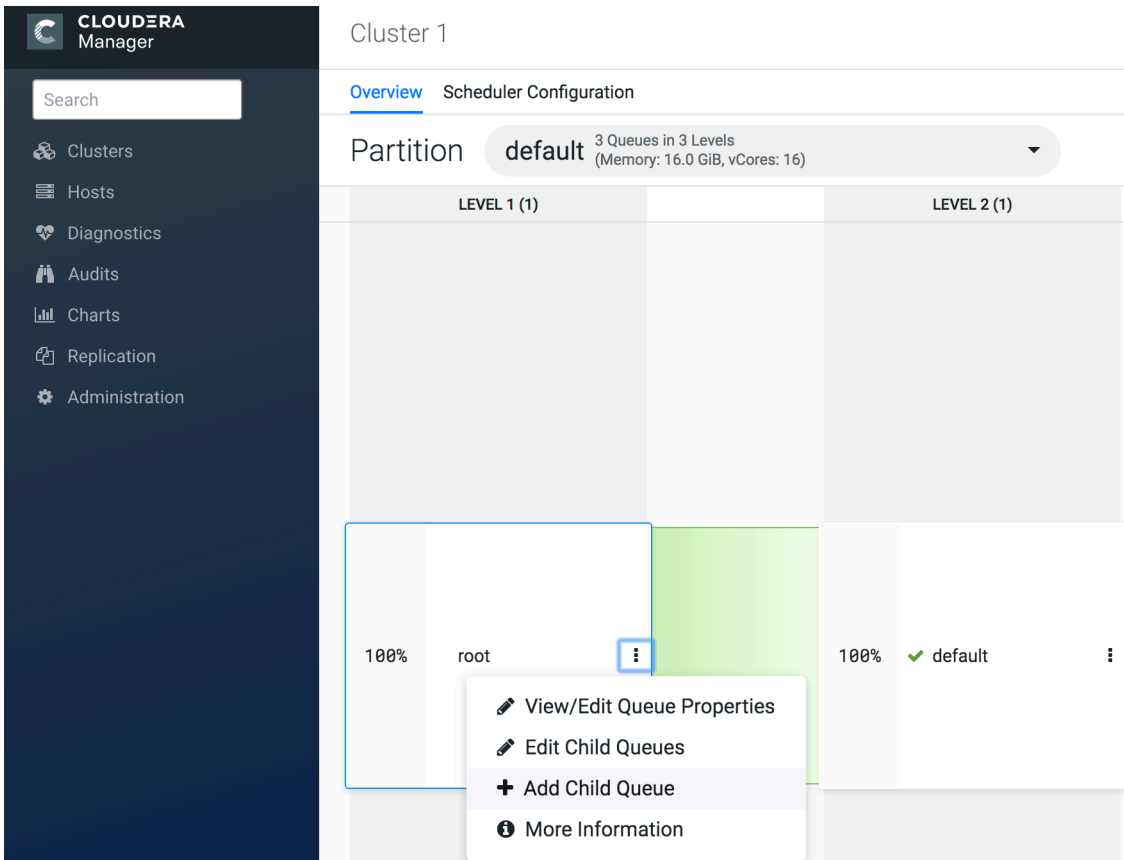 CLOUDERA
Manager
Search
Clusters
Hosts
Diagnostics
Audits
Charts
Replication
Administration
Cluster 1
Overview Scheduler Configuration
Partition default 3 Queues in 3 Levels
(Memory: 16.0 GiB, vCores: 16)
LEVEL 1 (1) LEVEL 2 (1)
100% root 100% default
View/Edit Queue Properties
Edit Child Queues
Add Child Queue
More Information